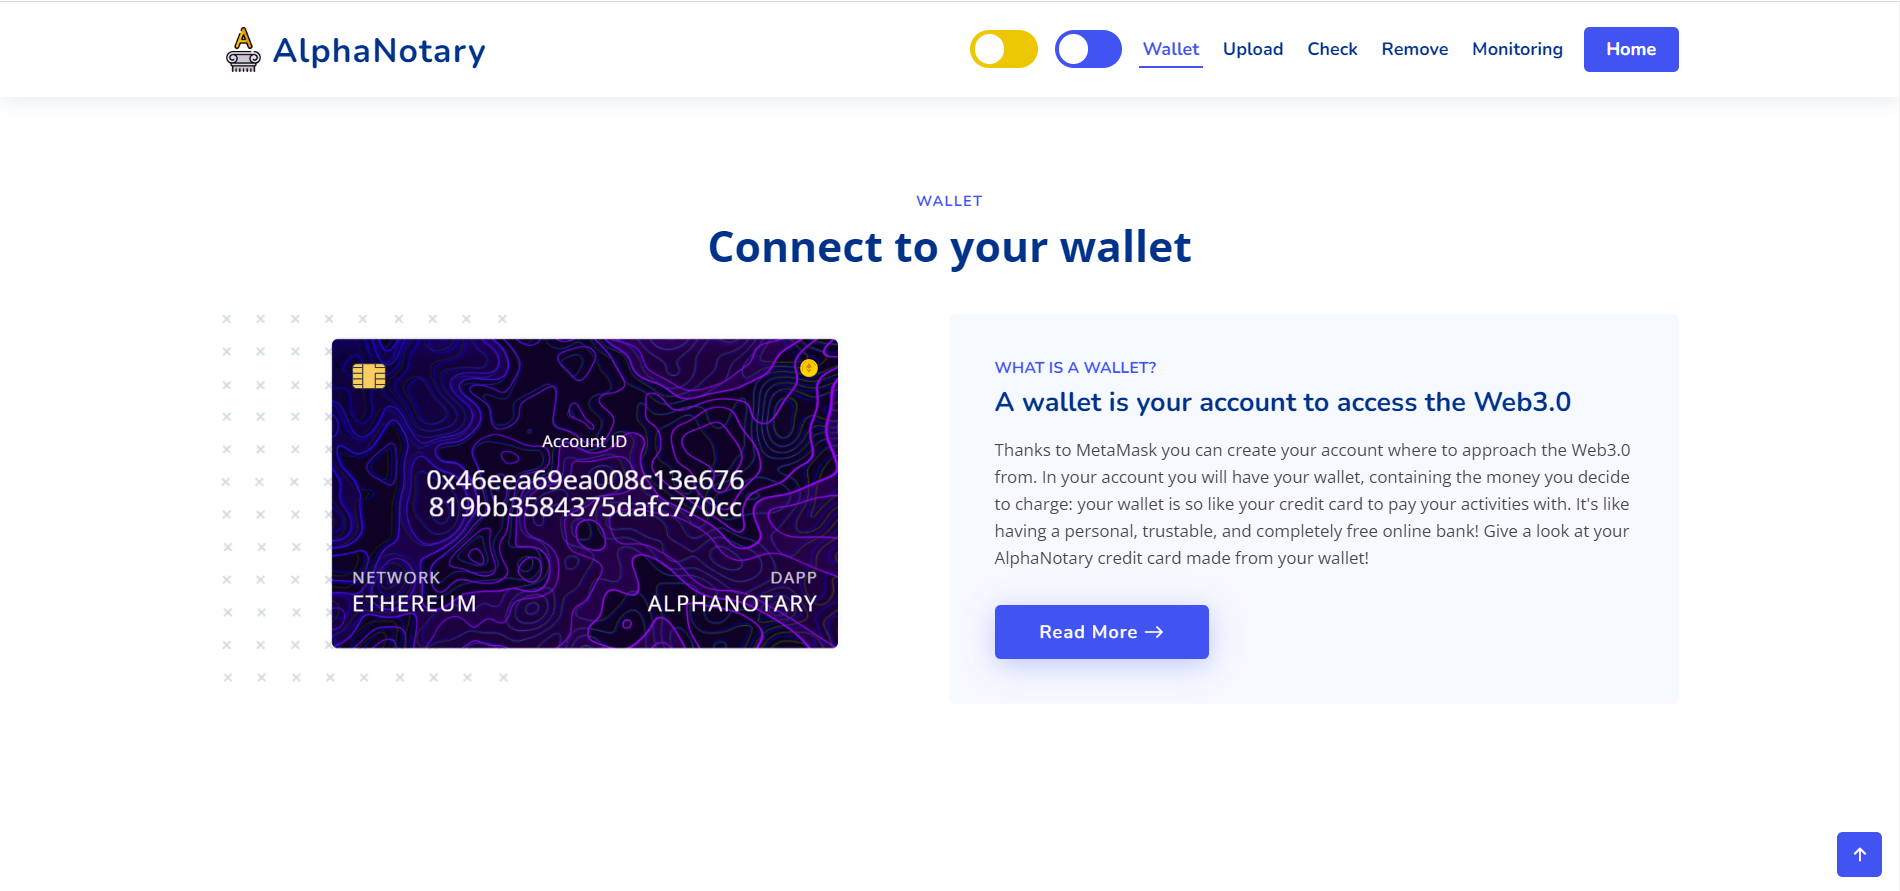 AlphaNotary
Wallet Upload Check Remove Monitoring Home
WALLET
Connect to your wallet
Account ID
0x46eea69ea008c13e676
819bb3584375dafc770cc
NETWORK
ETHEREUM
DAPP
ALPHANOTARY
WHAT IS A WALLET?
A wallet is your account to access the Web3.0
Thanks to MetaMask you can create your account where to approach the Web3.0
from. In your account you will have your wallet, containing the money you decide
to charge: your wallet is so like your credit card to pay your activities with. It's like
having a personal, trustable, and completely free online bank! Give a look at your
AlphaNotary credit card made from your wallet!
Read More →